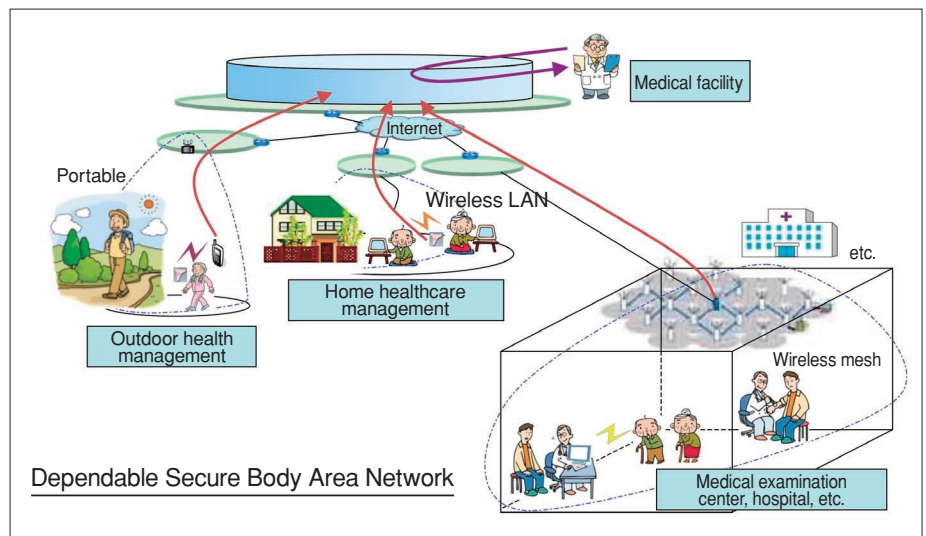 Medical facility
Internet
Portable
Wireless LAN
etc.
Home healthcare
management
Outdoor health
management
Wireless mesh
Dependable Secure Body Area Network
Medical examination
center, hospital, etc.